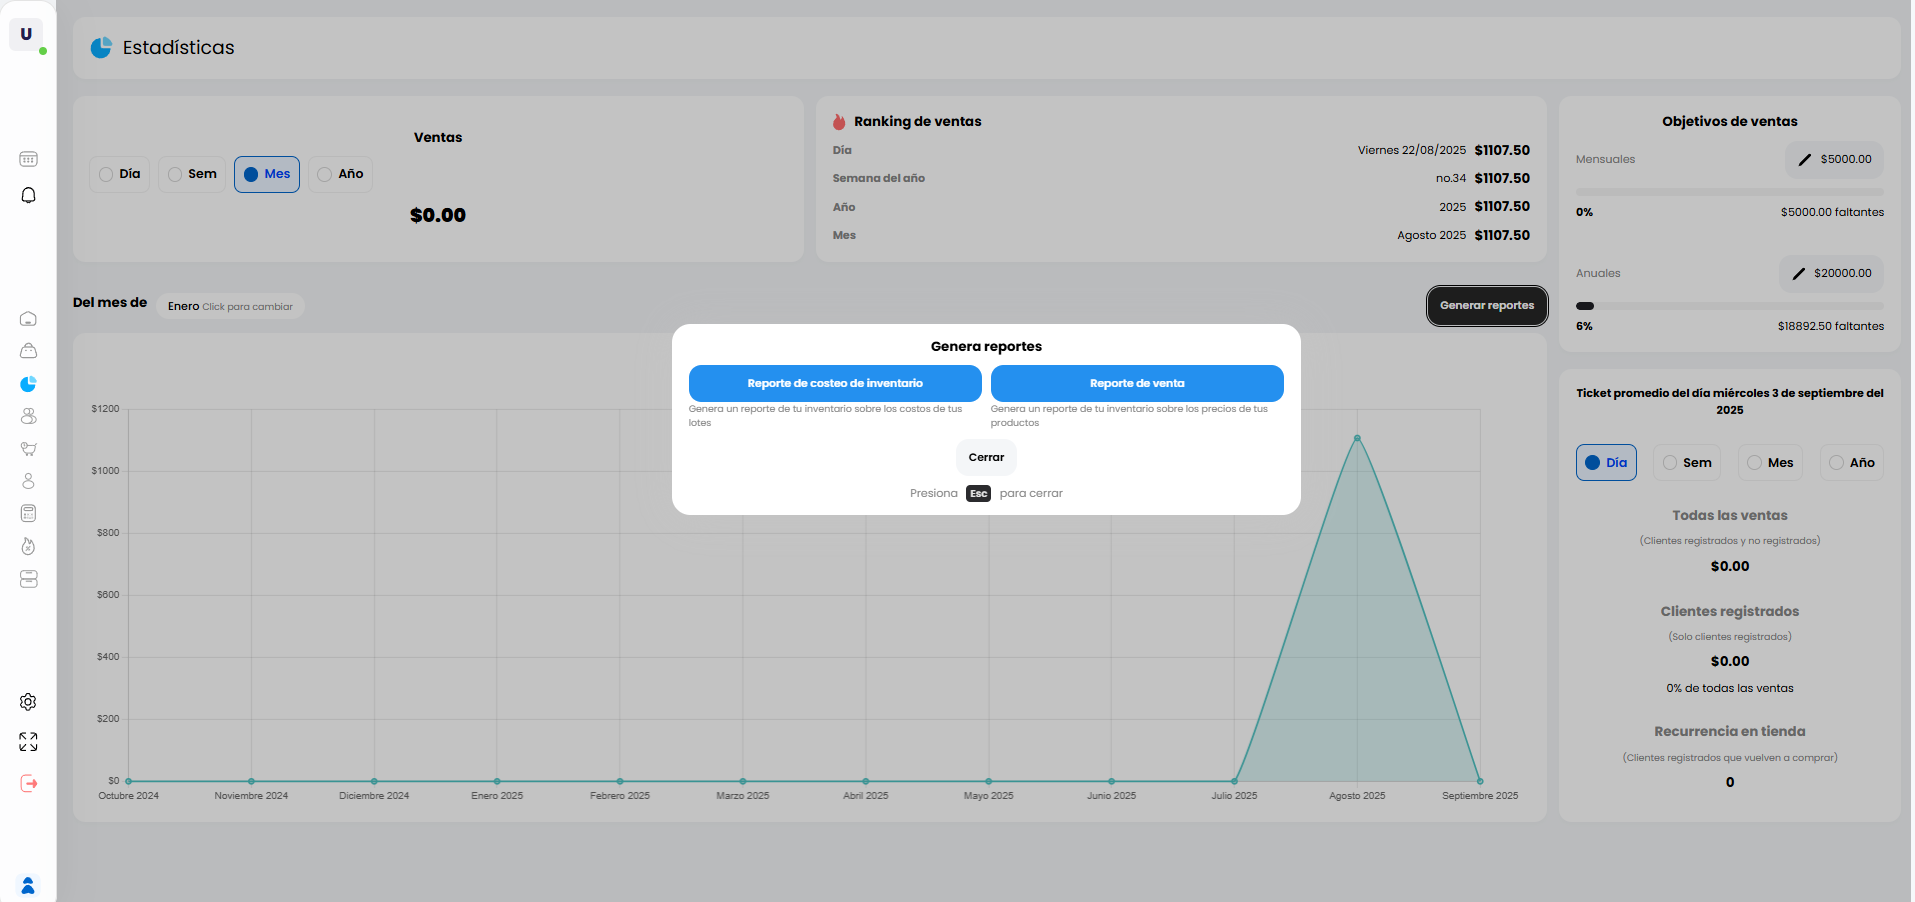 U
Estadísticas
Ventas
Día
Sem
Mes
Año
$0.00
Ranking de ventas
Día Viernes 22/08/2025 $1107.50
Semana del año no.34 $1107.50
Año 2025 $1107.50
Mes Agosto 2025 $1107.50
Objetivos de ventas
Mensuales $5000.00
0% $5000.00 faltantes
Anuales $20000.00
6% $18892.50 faltantes
Del mes de Enero Click para cambiar
Generar reportes
Genera reportes
Reporte de costeo de inventario
Genera un reporte de tu inventario sobre los costos de tus
lotes
Reporte de venta
Genera un reporte de tu inventario sobre los precios de tus
productos
Cerrar
Presiona Esc para cerrar
$1200
$1000
$800
$600
$400
$200
$0
Octubre 2024 Noviembre 2024 Diciembre 2024 Enero 2025 Febrero 2025 Marzo 2025 Abril 2025 Mayo 2025 Junio 2025 Julio 2025 Agosto 2025 Septiembre 2025
Ticket promedio del día miércoles 3 de septiembre del
2025
Día
Sem
Mes
Año
Todas las ventas
(Clientes registrados y no registrados)
$0.00
Clientes registrados
(Solo clientes registrados)
$0.00
0% de todas las ventas
Recurrencia en tienda
(Clientes registrados que vuelven a comprar)
0